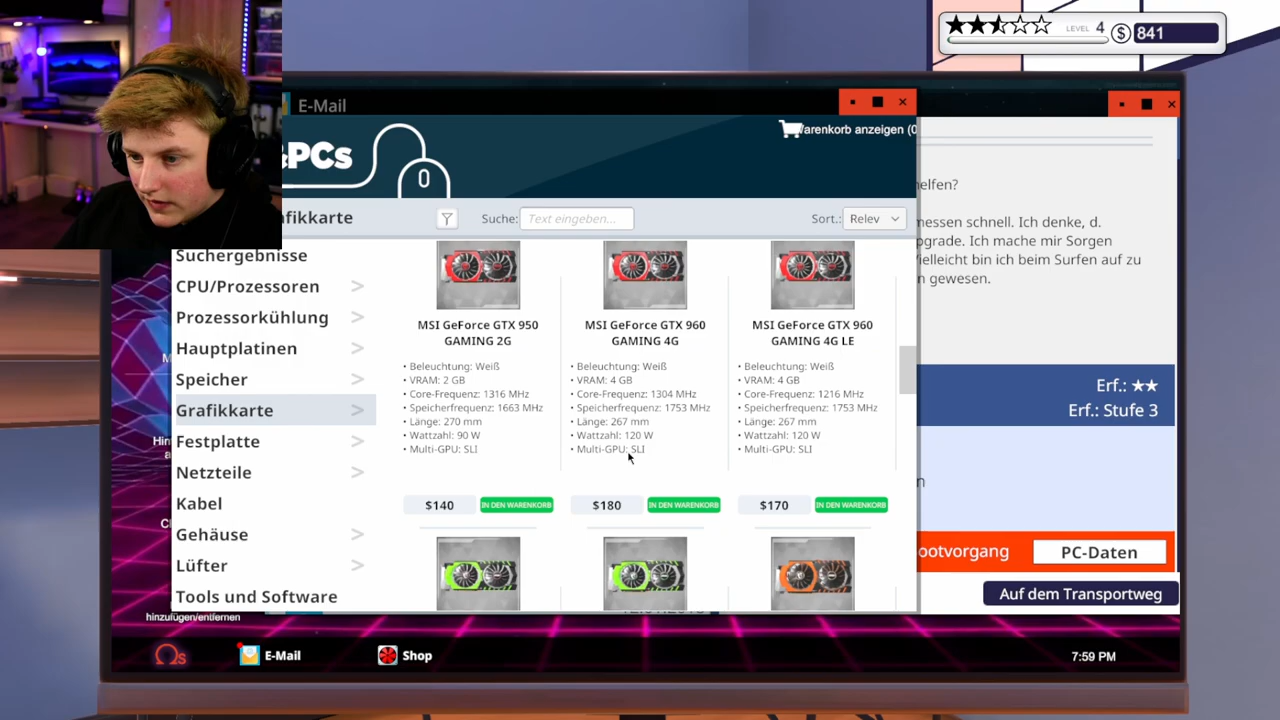 LEVEL 4 $ 841
E-Mail
&PCs
Warenkorb anzeigen (0
afikkarte
Suche: Text eingeben...
Sort.: Relev
Suchergebnisse
CPU/Prozessoren >
Prozessorkühlung >
Hauptplatinen >
Speicher >
Grafikkarte >
Festplatte >
Netzteile >
Kabel
Gehäuse >
Lüfter >
Tools und Software
MSI GeForce GTX 950
GAMING 2G
• Beleuchtung: Weiß
• VRAM: 2 GB
• Core-Frequenz: 1316 MHz
• Speicherfrequenz: 1663 MHz
• Länge: 270 mm
• Wattzahl: 90 W
• Multi-GPU: SLI
$140 IN DEN WARENKORB
MSI GeForce GTX 960
GAMING 4G
• Beleuchtung: Weiß
• VRAM: 4 GB
• Core-Frequenz: 1304 MHz
• Speicherfrequenz: 1753 MHz
• Länge: 267 mm
• Wattzahl: 120 W
• Multi-GPU: SLI
$180 IN DEN WARENKORB
MSI GeForce GTX 960
GAMING 4G LE
• Beleuchtung: Weiß
• VRAM: 4 GB
• Core-Frequenz: 1216 MHz
• Speicherfrequenz: 1753 MHz
• Länge: 267 mm
• Wattzahl: 120 W
• Multi-GPU: SLI
$170 IN DEN WARENKORB
elfen?
messen schnell. Ich denke, d.
pgrade. Ich mache mir Sorgen
ielleicht bin ich beim Surfen auf zu
n gewesen.
Erf.: ★★
Erf.: Stufe 3
n
ootvorgang
PC-Daten
Auf dem Transportweg
hinzufügen/entfernen
Ωs E-Mail Shop 7:59 PM